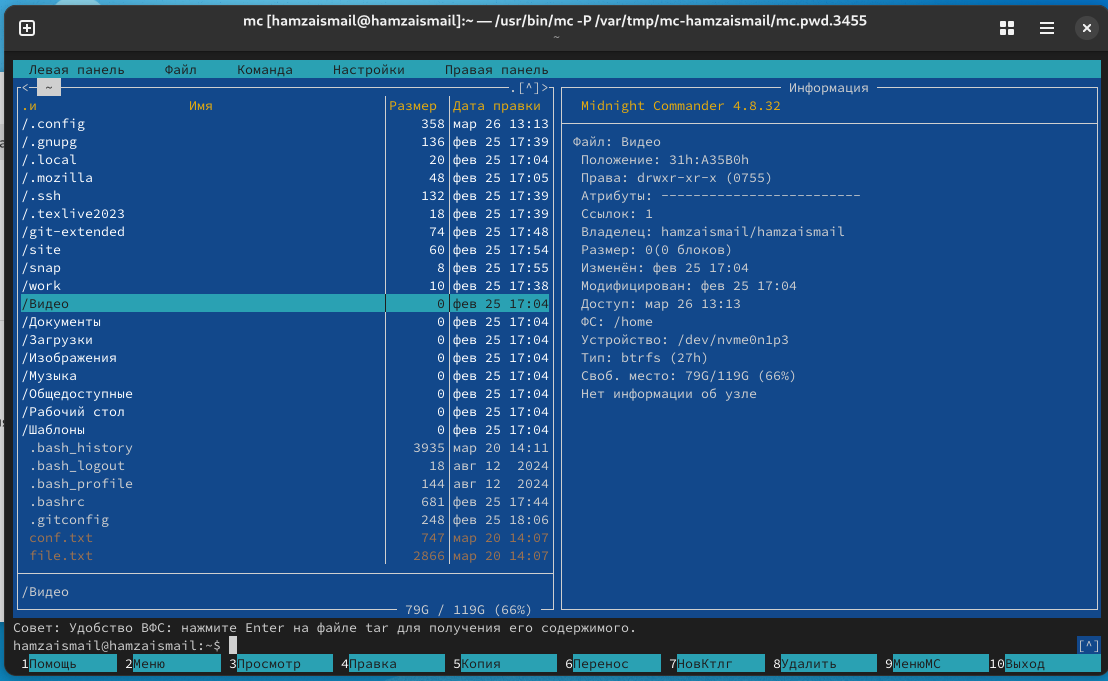 mc [hamzaismail@hamzaismail]:~ — /usr/bin/mc -P /var/tmp/mc-hamzaismail/mc.pwd.3455
~
Левая панель Файл Команда Настройки Правая панель
<─ ~ .[^]>
.и Имя Размер Дата правки
/.config 358 мар 26 13:13
/.gnupg 136 фев 25 17:39
/.local 20 фев 25 17:04
/.mozilla 48 фев 25 17:05
/.ssh 132 фев 25 17:39
/.texlive2023 18 фев 25 17:39
/git-extended 74 фев 25 17:48
/site 60 фев 25 17:54
/snap 8 фев 25 17:55
/work 10 фев 25 17:38
/Видео 0 фев 25 17:04
/Документы 0 фев 25 17:04
/Загрузки 0 фев 25 17:04
/Изображения 0 фев 25 17:04
/Музыка 0 фев 25 17:04
/Общедоступные 0 фев 25 17:04
/Рабочий стол 0 фев 25 17:04
/Шаблоны 0 фев 25 17:04
.bash_history 3935 мар 20 14:11
.bash_logout 18 авг 12 2024
.bash_profile 144 авг 12 2024
.bashrc 681 фев 25 17:44
.gitconfig 248 фев 25 18:06
conf.txt 747 мар 20 14:07
file.txt 2866 мар 20 14:07
/Видео
79G / 119G (66%)
Информация
Midnight Commander 4.8.32
Файл: Видео
Положение: 31h:A35B0h
Права: drwxr-xr-x (0755)
Атрибуты: -------------------------
Ссылок: 1
Владелец: hamzaismail/hamzaismail
Размер: 0(0 блоков)
Изменён: фев 25 17:04
Модифицирован: фев 25 17:04
Доступ: мар 26 13:13
ФС: /home
Устройство: /dev/nvme0n1p3
Тип: btrfs (27h)
Своб. место: 79G/119G (66%)
Нет информации об узле
Совет: Удобство ВФС: нажмите Enter на файле tar для получения его содержимого.
hamzaismail@hamzaismail:~$ [^]
1Помощь 2Меню 3Просмотр 4Правка 5Копия 6Перенос 7НовКтлг 8Удалить 9МенюMC 10Выход